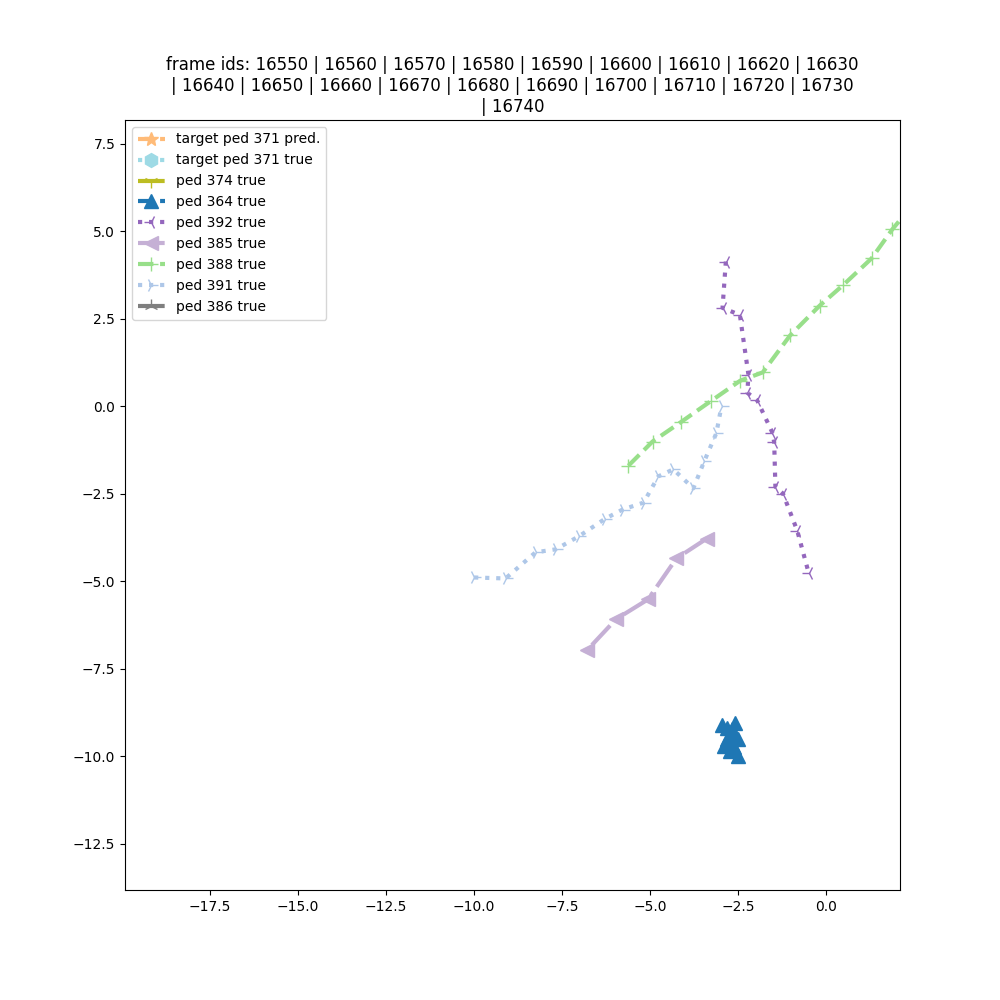 frame ids: 16550 | 16560 | 16570 | 16580 | 16590 | 16600 | 16610 | 16620 | 16630
| 16640 | 16650 | 16660 | 16670 | 16680 | 16690 | 16700 | 16710 | 16720 | 16730
| 16740
target ped 371 pred.
target ped 371 true
ped 374 true
ped 364 true
ped 392 true
ped 385 true
ped 388 true
ped 391 true
ped 386 true
7.5
5.0
2.5
0.0
−2.5
−5.0
−7.5
−10.0
−12.5
−17.5 −15.0 −12.5 −10.0 −7.5 −5.0 −2.5 0.0